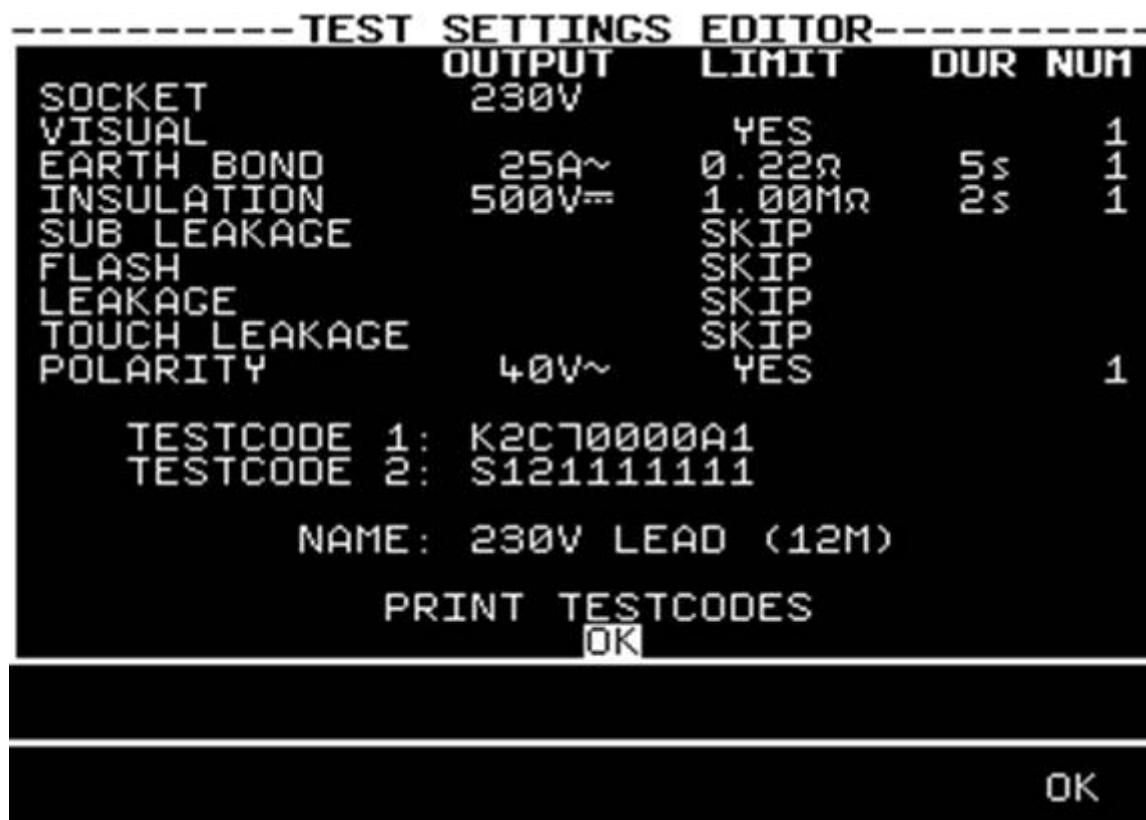 ----------TEST SETTINGS EDITOR----------
OUTPUT LIMIT DUR NUM
SOCKET 230V
VISUAL YES 1
EARTH BOND 25A~ 0.22Ω 5s 1
INSULATION 500V⎓ 1.00MΩ 2s 1
SUB LEAKAGE SKIP
FLASH SKIP
LEAKAGE SKIP
TOUCH LEAKAGE SKIP
POLARITY 40V~ YES 1
TESTCODE 1: K2C70000A1
TESTCODE 2: S121111111
NAME: 230V LEAD (12M)
PRINT TESTCODES
OK
OK